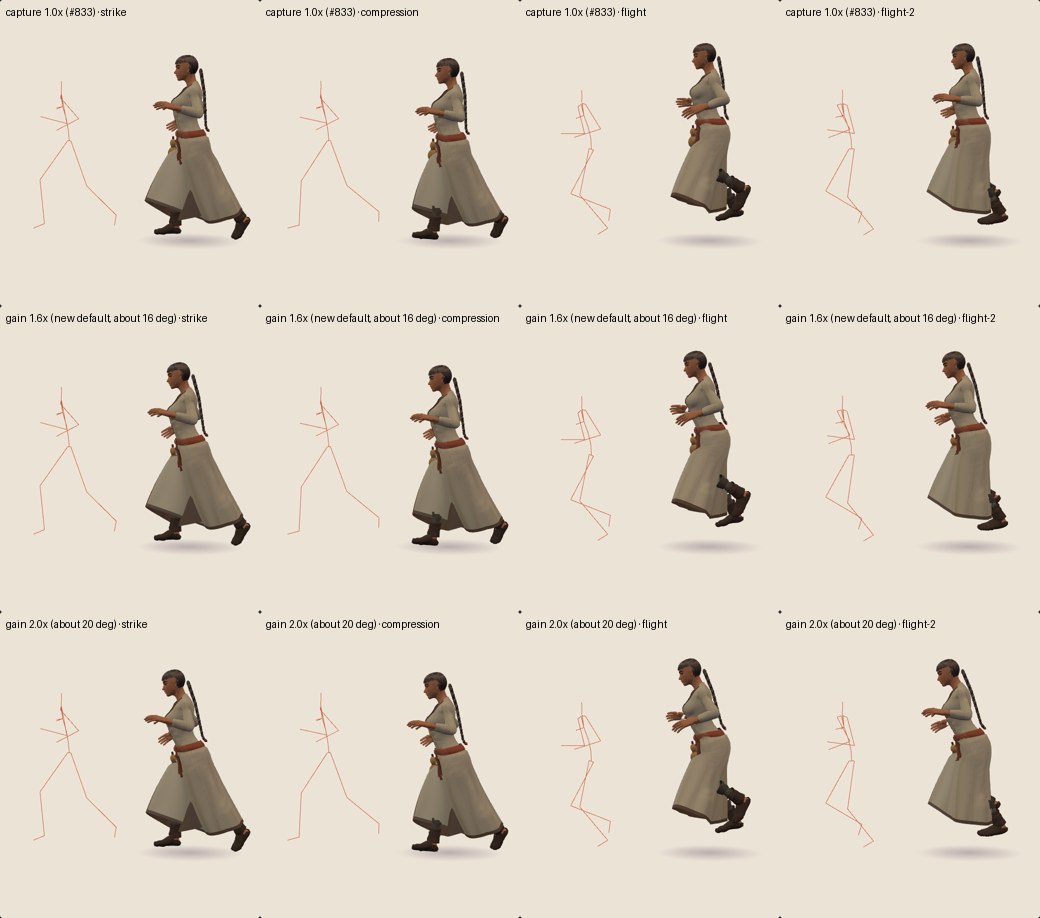 capture 1.0x (#833) · strike
capture 1.0x (#833) · compression
capture 1.0x (#833) · flight
capture 1.0x (#833) · flight-2
gain 1.6x (new default, about 16 deg) · strike
gain 1.6x (new default, about 16 deg) · compression
gain 1.6x (new default, about 16 deg) · flight
gain 1.6x (new default, about 16 deg) · flight-2
gain 2.0x (about 20 deg) · strike
gain 2.0x (about 20 deg) · compression
gain 2.0x (about 20 deg) · flight
gain 2.0x (about 20 deg) · flight-2